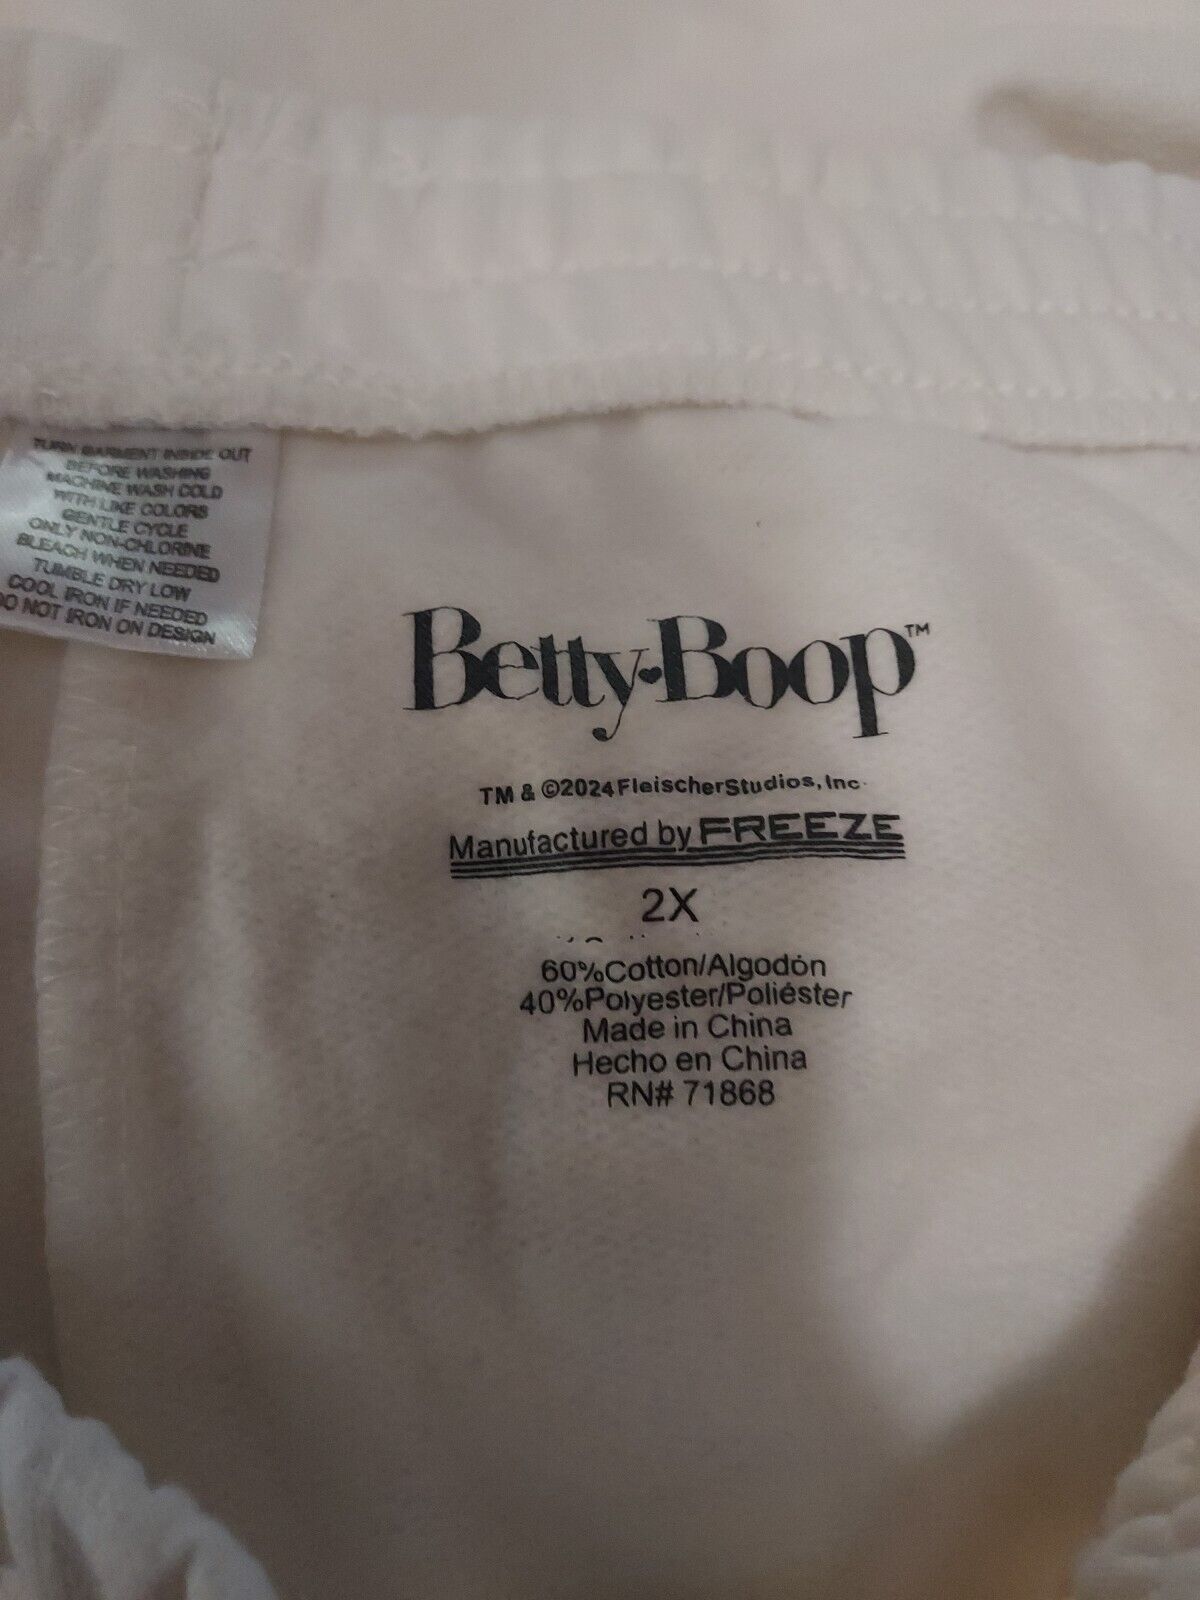 TURN GARMENT INSIDE OUT
BEFORE WASHING
MACHINE WASH COLD
WITH LIKE COLORS
GENTLE CYCLE
ONLY NON-CHLORINE
BLEACH WHEN NEEDED
TUMBLE DRY LOW
COOL IRON IF NEEDED
DO NOT IRON ON DESIGN
Betty Boop™
TM & ©2024 Fleischer Studios, Inc.
Manufactured by FREEZE
2X
60%Cotton/Algodón
40%Polyester/Poliéster
Made in China
Hecho en China
RN# 71868